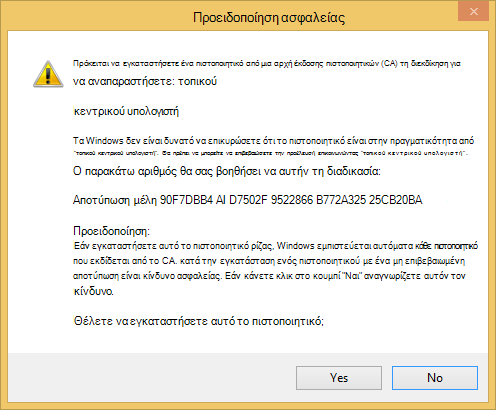 Προειδοποίηση ασφαλείας
Πρόκειται να εγκαταστήσετε ένα πιστοποιητικό από μια αρχή έκδοσης πιστοποιητικών (CA) τη διεκδίκηση για
να αναπαραστήσετε: τοπικού
κεντρικού υπολογιστή
Τα Windows δεν είναι δυνατό να επικυρώσετε ότι το πιστοποιητικό είναι στην πραγματικότητα από
"τοπικού κεντρικού υπολογιστή". Θα πρέπει να μπορείτε να επιβεβαιώσετε την προέλευσή επικοινωνώντας "τοπικού κεντρικού υπολογιστή".
Ο παρακάτω αριθμός θα σας βοηθήσει να αυτήν τη διαδικασία:
Αποτύπωση μέλη 90F7DBB4 AI D7502F 9522866 B772A325 25CB20BA
Προειδοποίηση:
Εάν εγκαταστήσετε αυτό το πιστοποιητικό ρίζας, Windows εμπιστεύεται αυτόματα κάθε πιστοποιητικό
που εκδίδεται από το CA. κατά την εγκατάσταση ενός πιστοποιητικού με ένα μη επιβεβαιωμένη
αποτύπωση είναι κίνδυνο ασφαλείας. Εάν κάνετε κλικ στο κουμπί "Ναι" αναγνωρίζετε αυτόν τον
κίνδυνο.
Θέλετε να εγκαταστήσετε αυτό το πιστοποιητικό;
Yes No